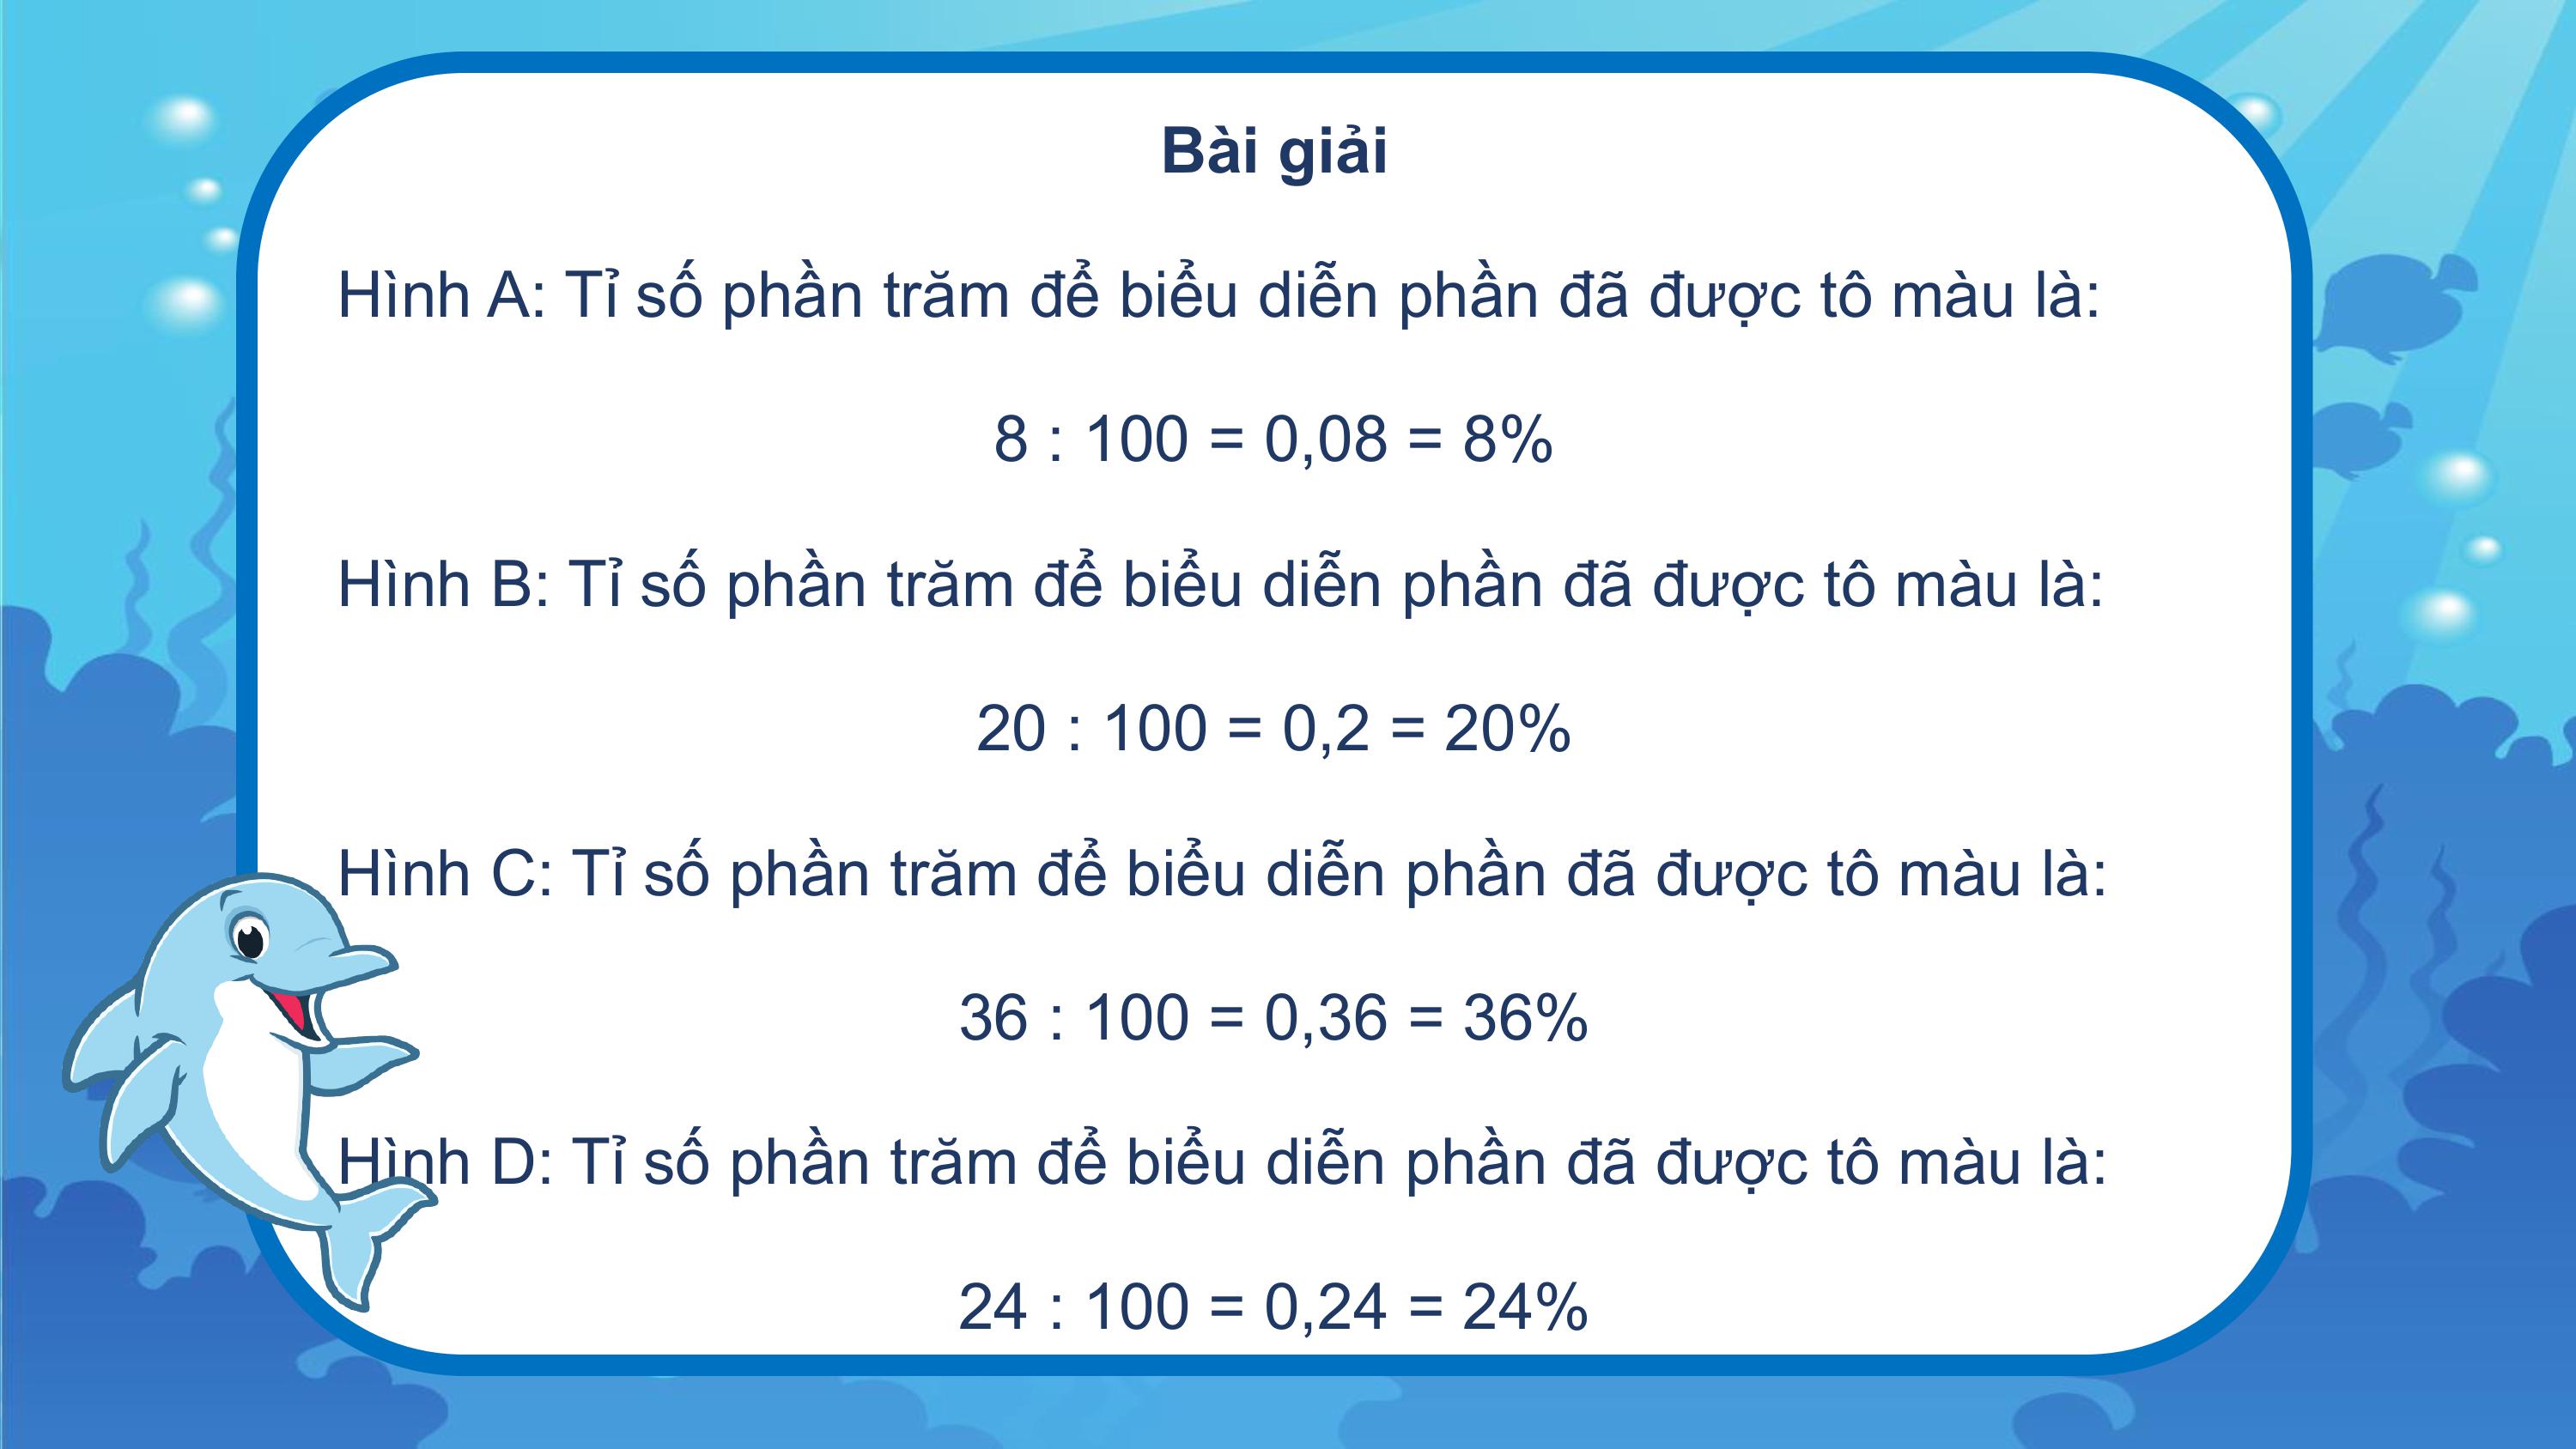 Bài giải
Hình A: Tỉ số phần trăm để biểu diễn phần đã được tô màu là:
8 : 100 = 0,08 = 8%
Hình B: Tỉ số phần trăm để biểu diễn phần đã được tô màu là:
20 : 100 = 0,2 = 20%
Hình C: Tỉ số phần trăm để biểu diễn phần đã được tô màu là:
36 : 100 = 0,36 = 36%
Hình D: Tỉ số phần trăm để biểu diễn phần đã được tô màu là:
24 : 100 = 0,24 = 24%